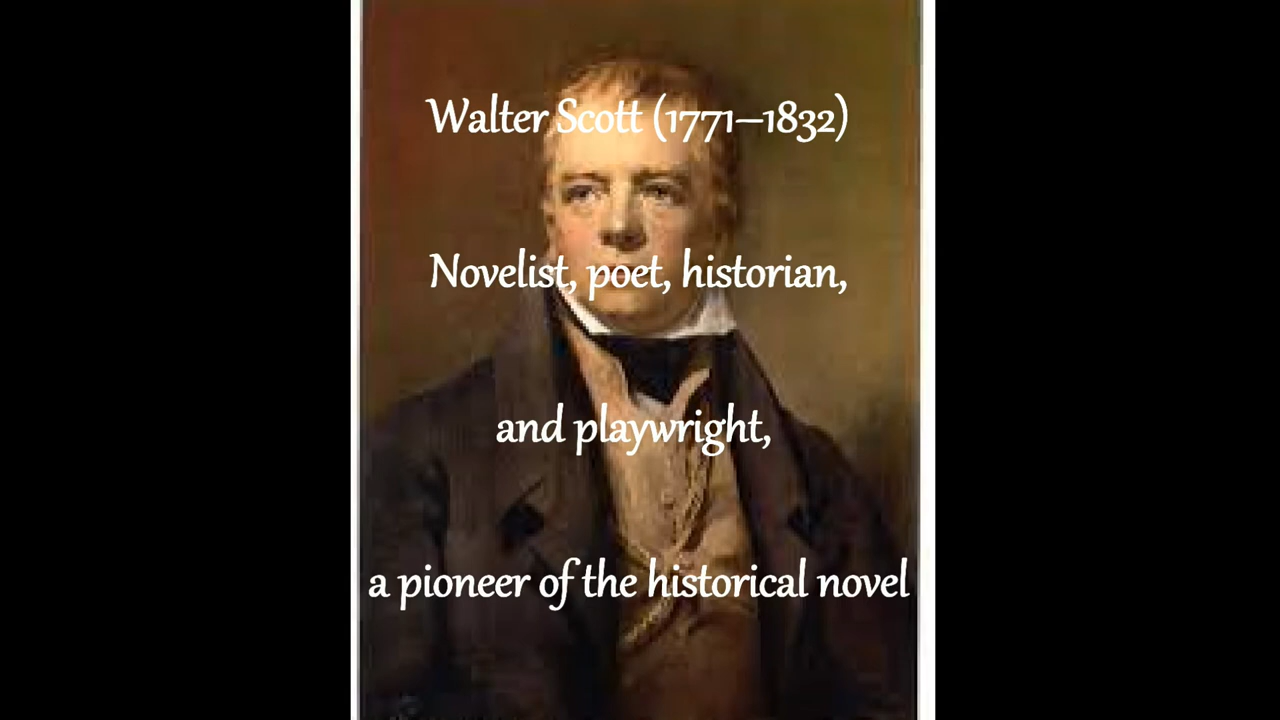 Walter Scott (1771–1832)
Novelist, poet, historian,
and playwright,
a pioneer of the historical novel